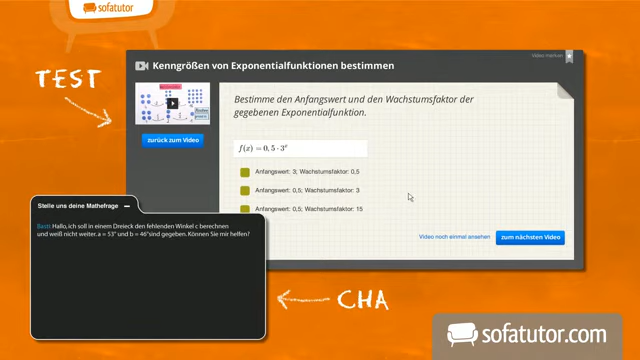 sofatutor
TEST
Kenngrößen von Exponentialfunktionen bestimmen
Video merken
zurück zum Video
Bestimme den Anfangswert und den Wachstumsfaktor der
gegebenen Exponentialfunktion.
f(x) = 0, 5 · 3ˣ
Anfangswert: 3; Wachstumsfaktor: 0,5
Anfangswert: 0,5; Wachstumsfaktor: 3
Anfangswert: 0,5; Wachstumsfaktor: 15
Video noch einmal ansehen
zum nächsten Video
Stelle uns deine Mathefrage
Basti: Hallo, ich soll in einem Dreieck den fehlenden Winkel c berechnen
und weiß nicht weiter. a = 53° und b = 46° sind gegeben. Können Sie mir helfen?
CHA
sofatutor.com